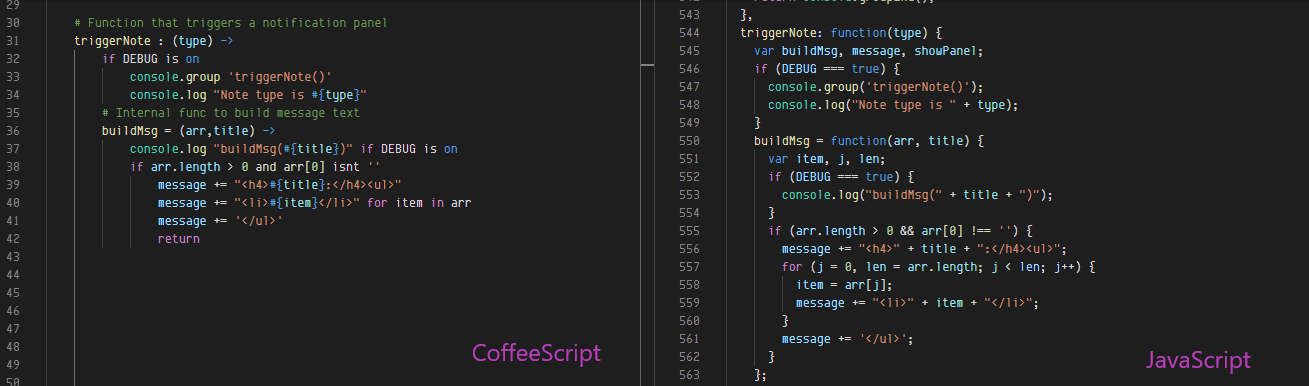 29
30 # Function that triggers a notification panel
31 triggerNote : (type) ->
32 if DEBUG is on
33 console.group 'triggerNote()'
34 console.log "Note type is #{type}"
35 # Internal func to build message text
36 buildMsg = (arr,title) ->
37 console.log "buildMsg(#{title})" if DEBUG is on
38 if arr.length > 0 and arr[0] isnt ''
39 message += "<h4>#{title}:</h4><ul>"
40 message += "<li>#{item}</li>" for item in arr
41 message += '</ul>'
42 return
43
44
45
46
47
48
49
50
CoffeeScript
543 },
544 triggerNote: function(type) {
545 var buildMsg, message, showPanel;
546 if (DEBUG === true) {
547 console.group('triggerNote()');
548 console.log("Note type is " + type);
549 }
550 buildMsg = function(arr, title) {
551 var item, j, len;
552 if (DEBUG === true) {
553 console.log("buildMsg(" + title + ")");
554 }
555 if (arr.length > 0 && arr[0] !== '') {
556 message += "<h4>" + title + ":</h4><ul>";
557 for (j = 0, len = arr.length; j < len; j++) {
558 item = arr[j];
559 message += "<li>" + item + "</li>";
560 }
561 message += '</ul>';
562 }
563 };
JavaScript